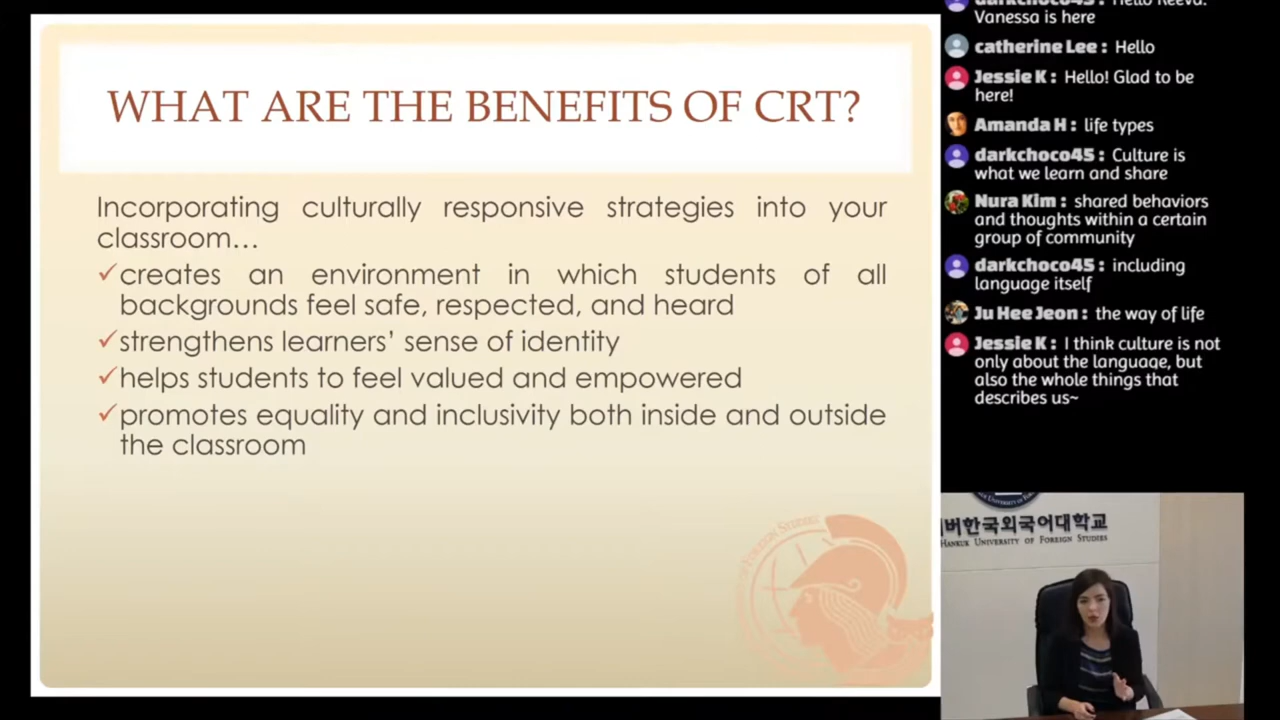 WHAT ARE THE BENEFITS OF CRT?
Incorporating culturally responsive strategies into your
classroom…
✓creates an environment in which students of all
backgrounds feel safe, respected, and heard
✓strengthens learners’ sense of identity
✓helps students to feel valued and empowered
✓promotes equality and inclusivity both inside and outside
the classroom
OF FOREIGN STUDIES
Vanessa is here
catherine Lee : Hello
Jessie K : Hello! Glad to be
here!
Amanda H : life types
darkchoco45 : Culture is
what we learn and share
Nura Kim : shared behaviors
and thoughts within a certain
group of community
darkchoco45 : including
language itself
Ju Hee Jeon : the way of life
Jessie K : I think culture is not
only about the language, but
also the whole things that
describes us~
버한국외국어대학교
HANKUK UNIVERSITY OF FOREIGN STUDIES